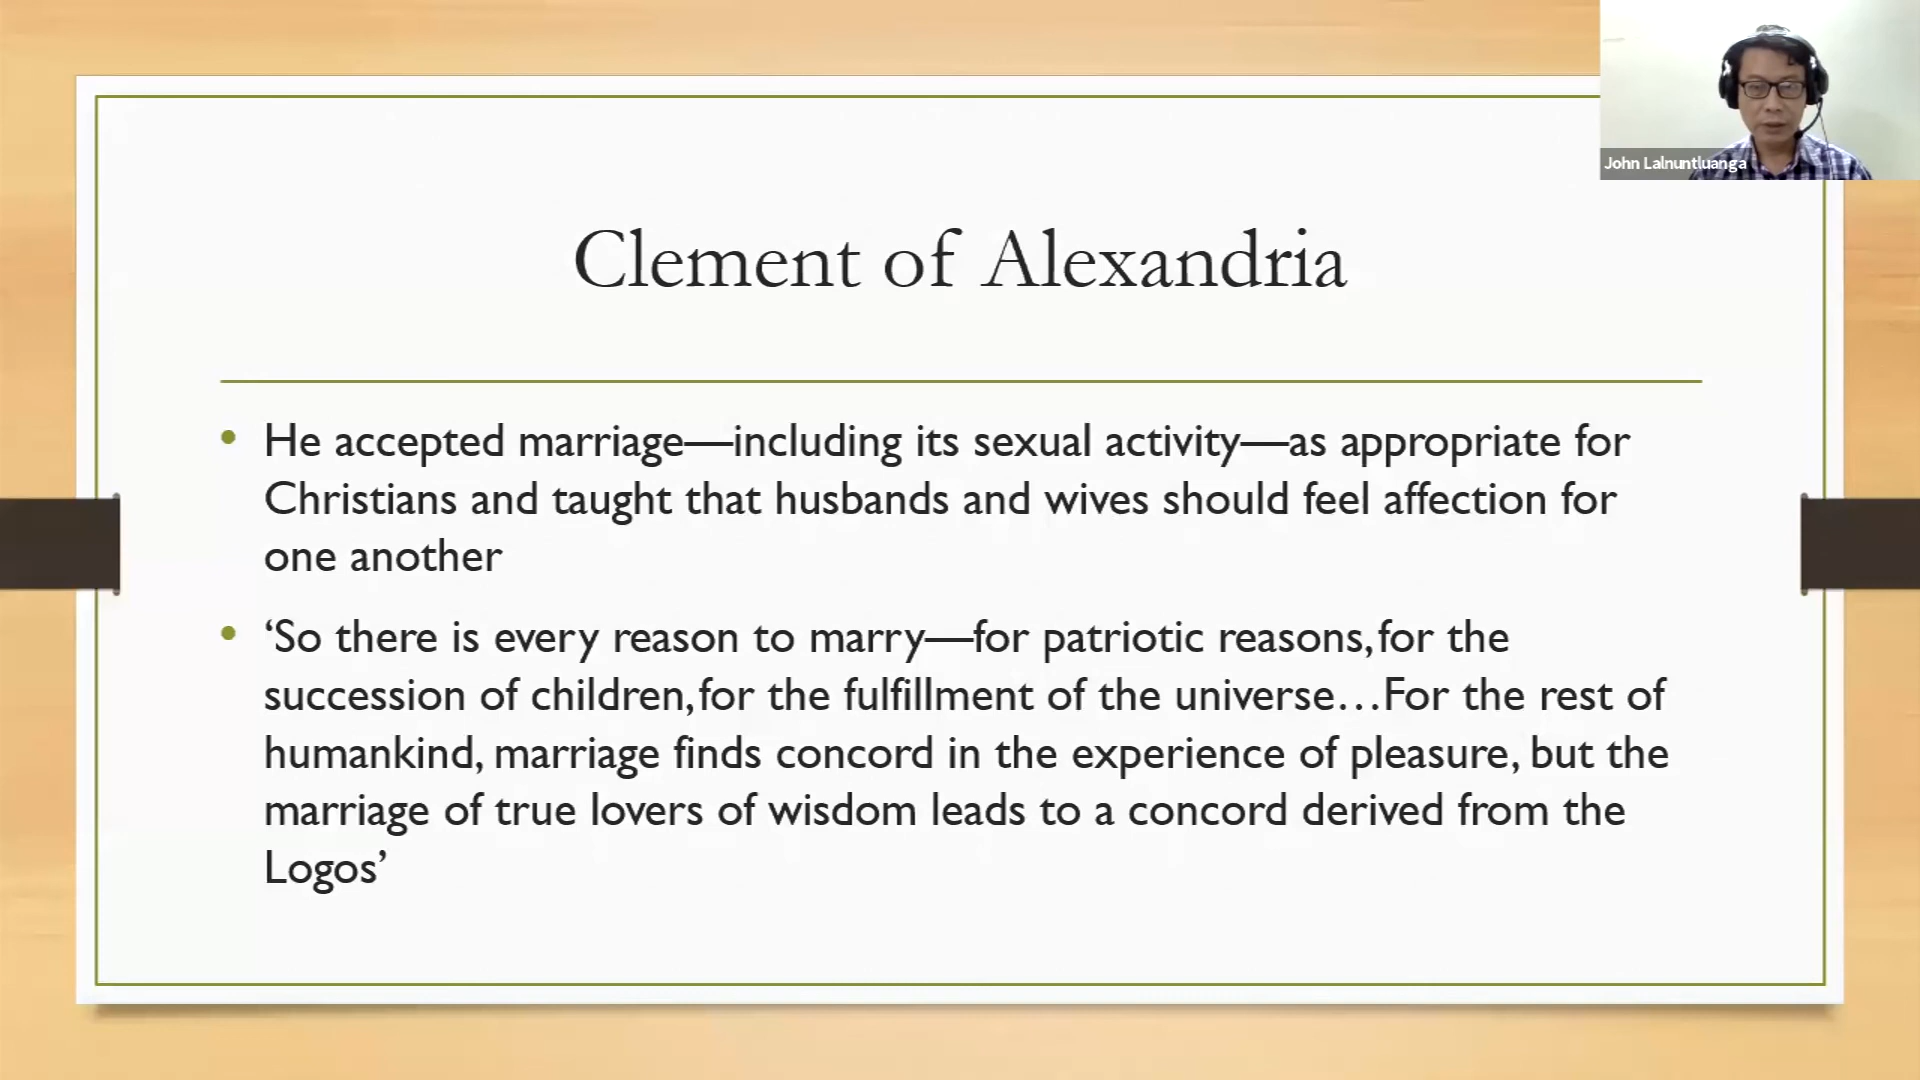 John Lalnuntluanga
Clement of Alexandria
• He accepted marriage—including its sexual activity—as appropriate for
Christians and taught that husbands and wives should feel affection for
one another
• ‘So there is every reason to marry—for patriotic reasons, for the
succession of children, for the fulfillment of the universe…For the rest of
humankind, marriage finds concord in the experience of pleasure, but the
marriage of true lovers of wisdom leads to a concord derived from the
Logos’